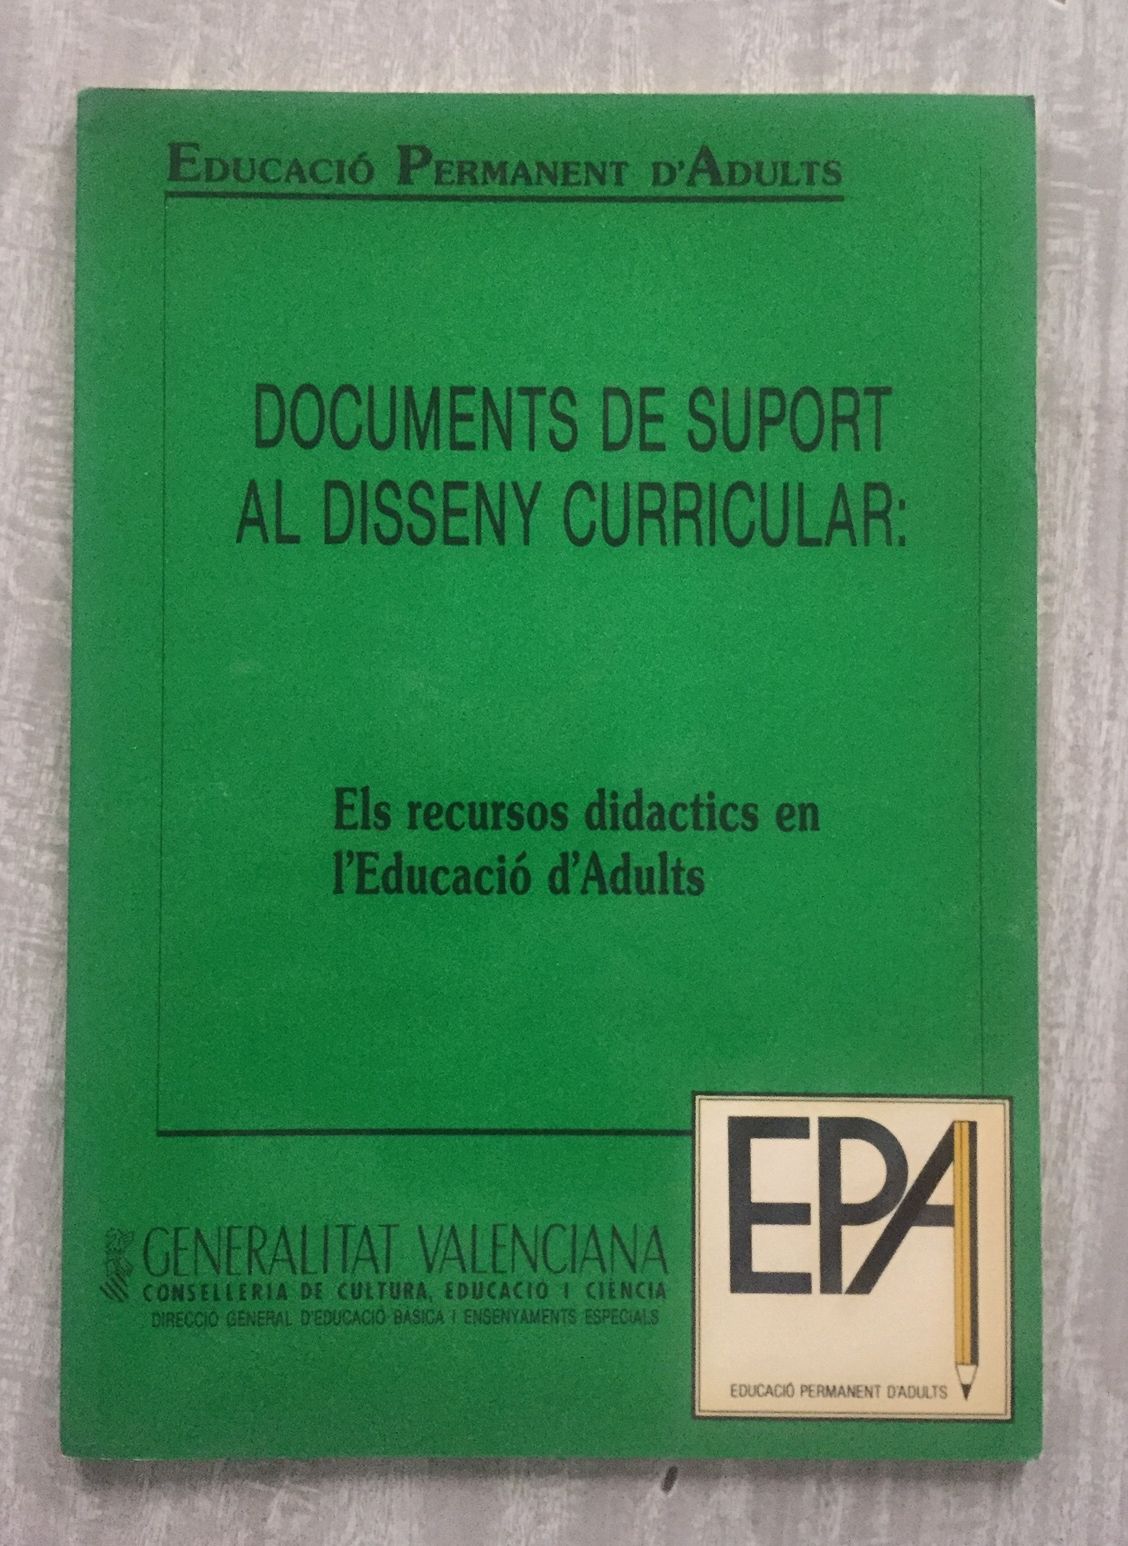 EDUCACIÓ PERMANENT D'ADULTS
DOCUMENTS DE SUPORT
AL DISSENY CURRICULAR:
Els recursos didactics en
l'Educació d'Adults
GENERALITAT VALENCIANA
CONSELLERIA DE CULTURA, EDUCACIO I CIENCIA
DIRECCIÓ GENERAL D'EDUCACIÓ BÀSICA I ENSENYAMENTS ESPECIALS
EPA
EDUCACIÓ PERMANENT D'ADULTS